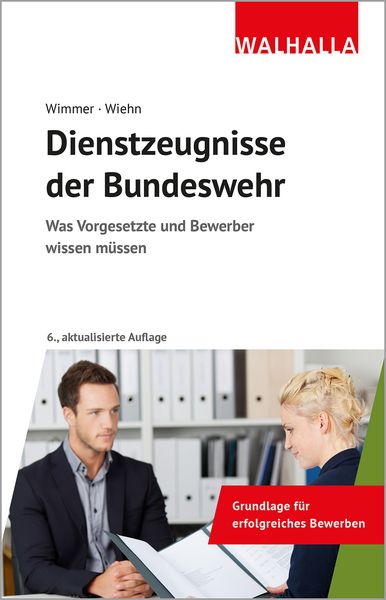 WALHALLA
Wimmer · Wiehn
Dienstzeugnisse
der Bundeswehr
Was Vorgesetzte und Bewerber
wissen müssen
6., aktualisierte Auflage
Grundlage für
erfolgreiches Bewerben